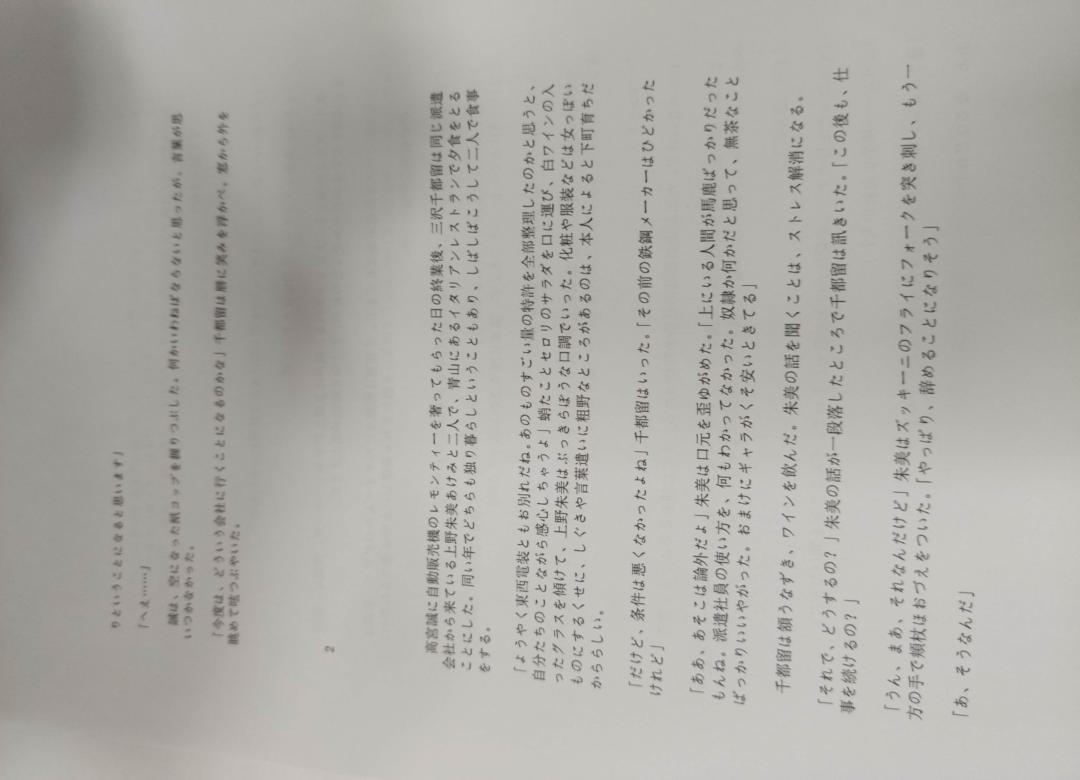 りということになると思います」
「へえ……」
誠は、空になった紙コップを握りつぶした。何かいわねばならないと思ったが、言葉が思
いつかなかった。
「今度は、どういう会社に行くことになるのかな」千都留は唇に笑みを浮かべ、窓から外を
眺めて呟つぶやいた。
2
高宮誠に自動販売機のレモンティーを奢ってもらった日の終業後、三沢千都留は同じ派遣
会社から来ている上野朱美あけみと二人で、青山にあるイタリアンレストランで夕食をとる
ことにした。同い年でどちらも独り暮らしということもあり、しばしばこうして二人で食事
をする。
「ようやく東西電装ともお別れだね。あのものすごい量の特許を全部整理したのかと思うと、
自分たちのことながら感心しちゃうよ」蛸たことセロリのサラダを口に運び、白ワインの入
ったグラスを傾けて、上野朱美はぶっきらぼうな口調でいった。化粧や服装などは女っぽい
ものにするくせに、しぐさや言葉遣いに粗野なところがあるのは、本人によると下町育ちだ
かららしい。
「だけど、条件は悪くなかったよね」千都留はいった。「その前の鉄鋼メーカーはひどかった
けれど」
「ああ、あそこは論外だよ」朱美は口元を歪ゆがめた。「上にいる人間が馬鹿ばっかりだった
もんね。派遣社員の使い方を、何もわかってなかった。奴隷か何かだと思って、無茶なこと
ばっかりいいやがった。おまけにギャラがくそ安いときてる」
千都留は頷うなずき、ワインを飲んだ。朱美の話を聞くことは、ストレス解消になる。
「それで、どうするの?」朱美の話が一段落したところで千都留は訊きいた。「この後も、仕
事を続けるの?」
「うん、まあ、それなんだけど」朱美はズッキーニのフライにフォークを突き刺し、もう一
方の手で頬杖ほおづえをついた。「やっぱり、辞めることになりそう」
「あ、そうなんだ」